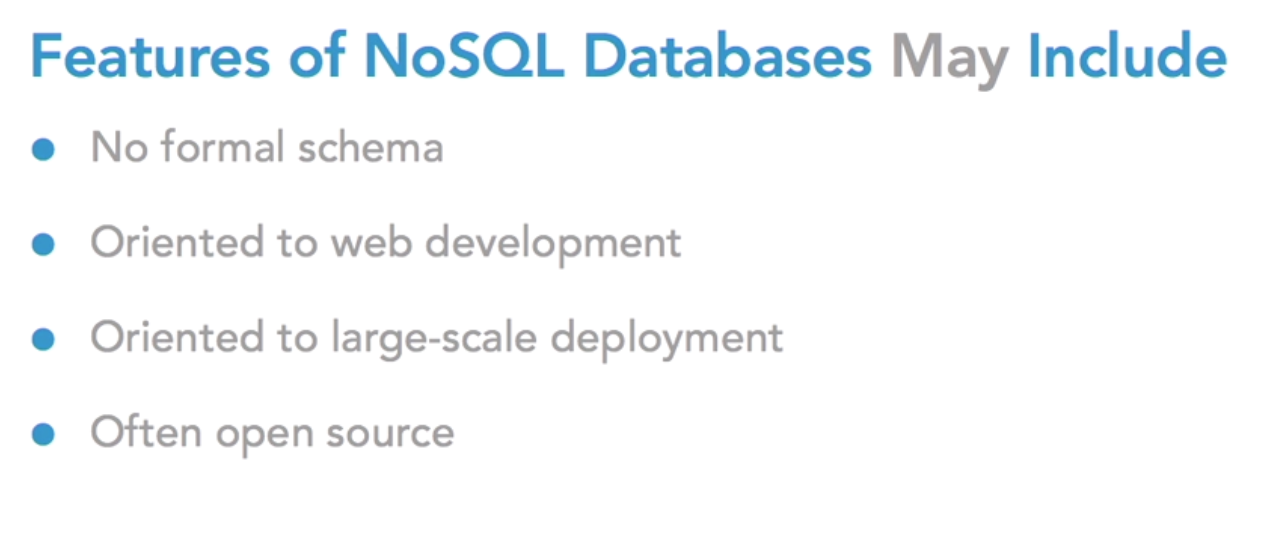 Features of NoSQL Databases May Include
• No formal schema
• Oriented to web development
• Oriented to large-scale deployment
• Often open source